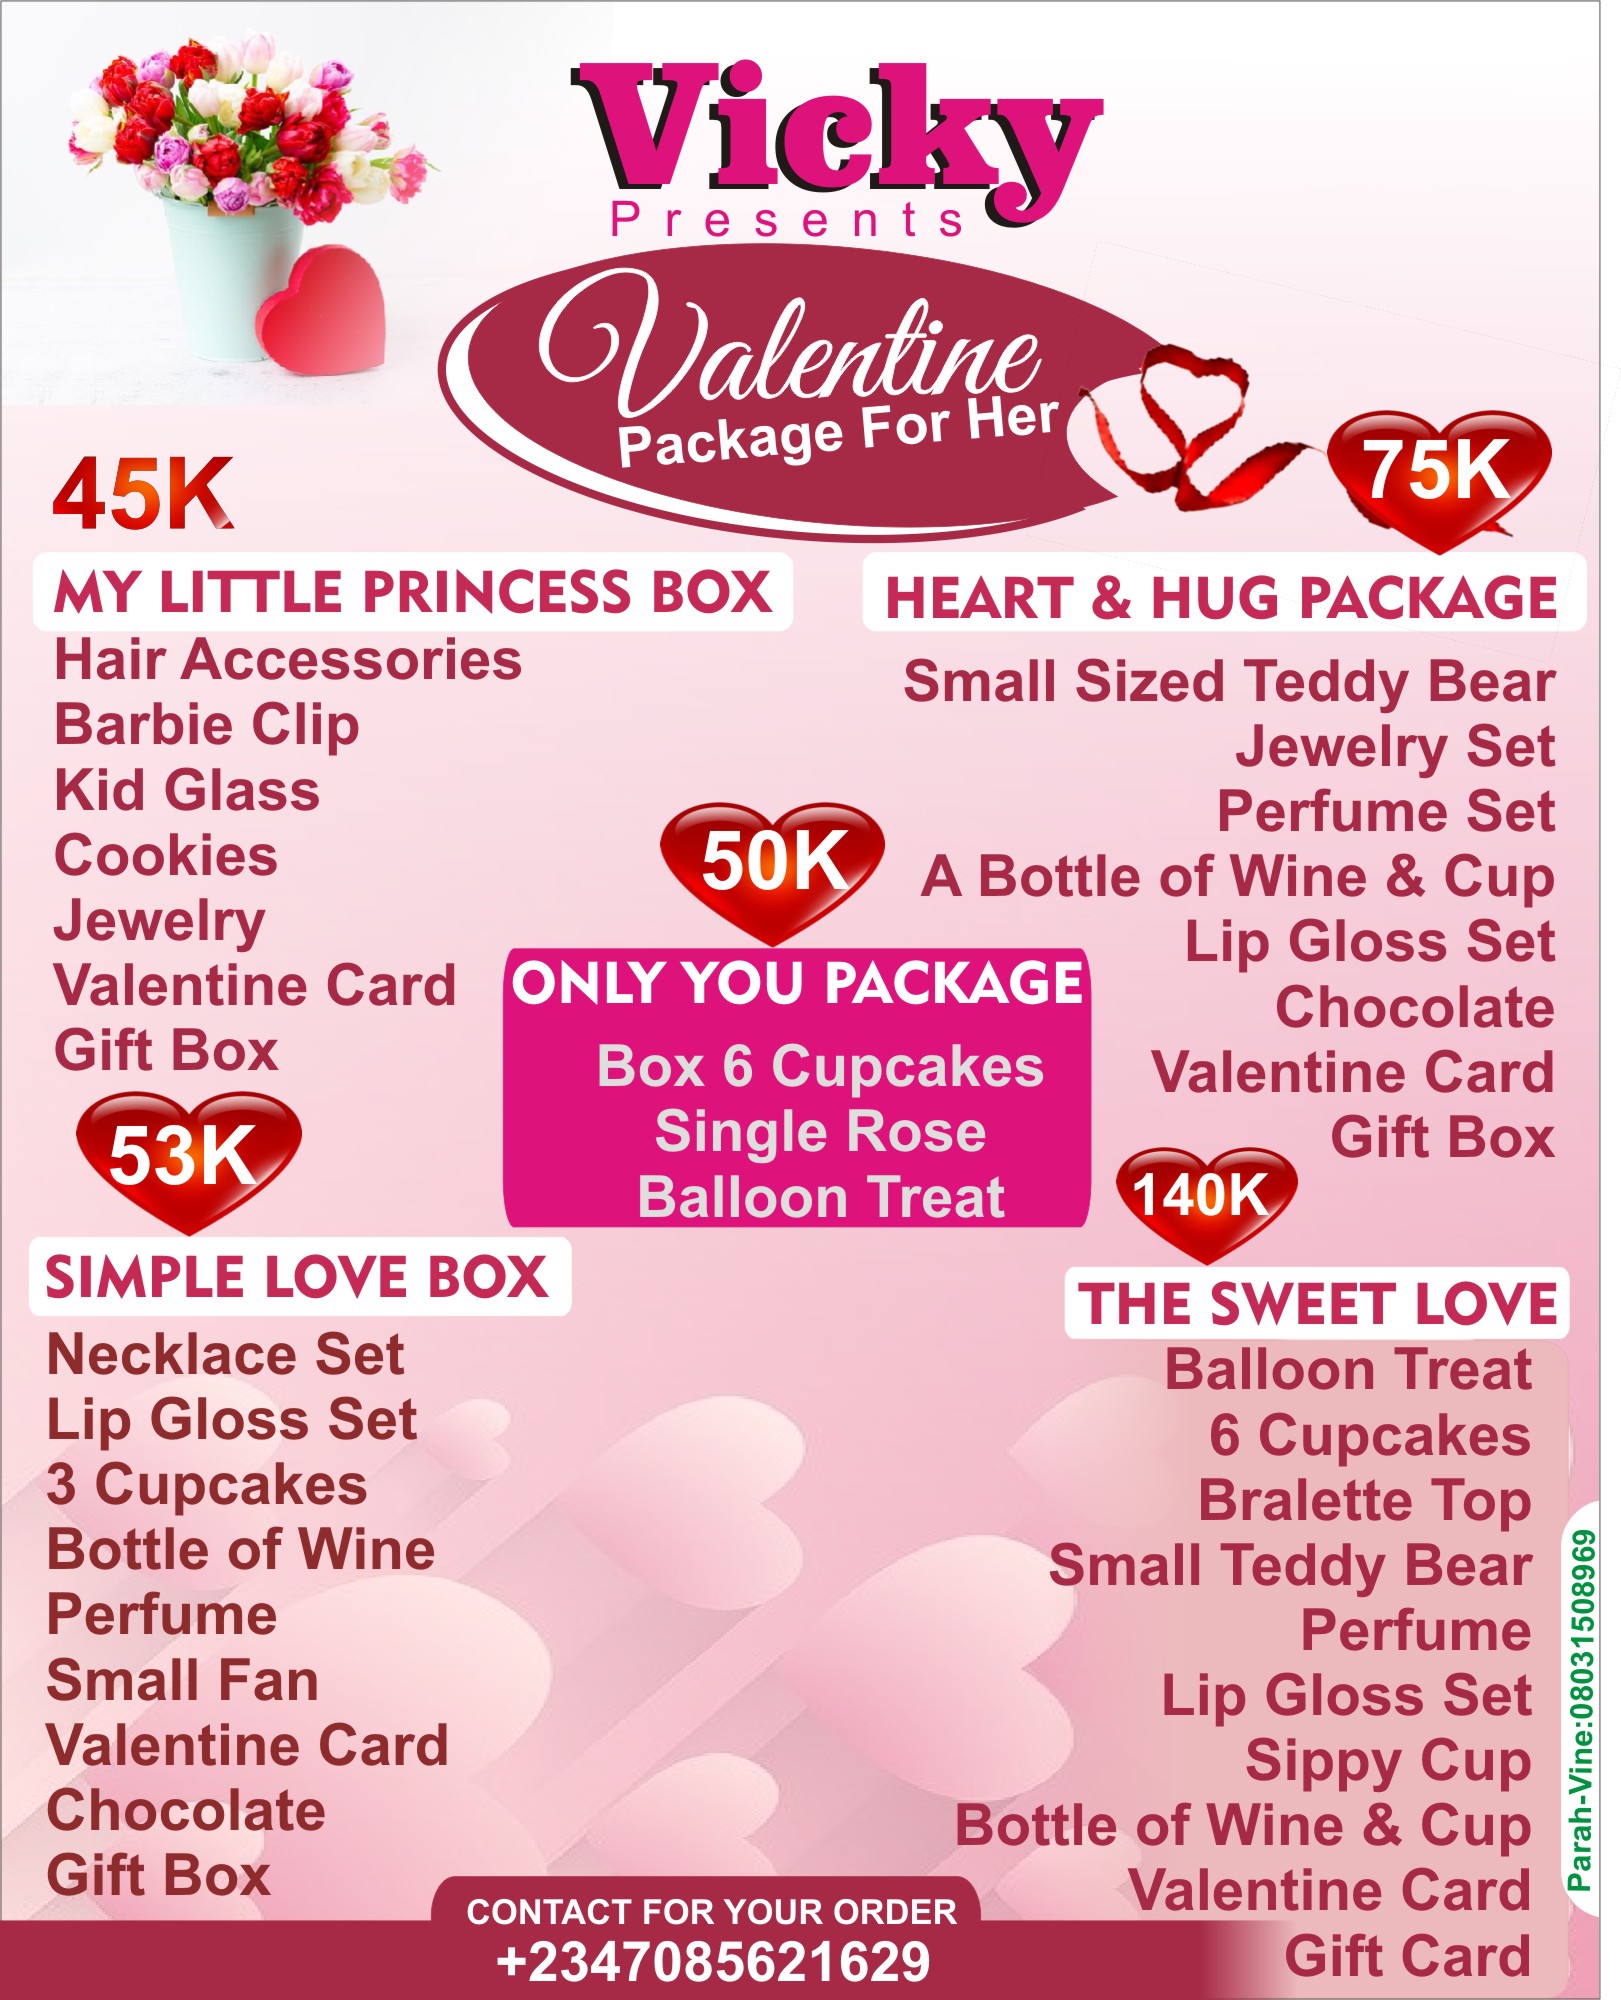 Vicky
Presents
Valentine
Package For Her
45K
MY LITTLE PRINCESS BOX
Hair Accessories
Barbie Clip
Kid Glass
Cookies
Jewelry
Valentine Card
Gift Box
75K
HEART & HUG PACKAGE
Small Sized Teddy Bear
Jewelry Set
Perfume Set
A Bottle of Wine & Cup
Lip Gloss Set
Chocolate
Valentine Card
Gift Box
50K
ONLY YOU PACKAGE
Box 6 Cupcakes
Single Rose
Balloon Treat
53K
SIMPLE LOVE BOX
Necklace Set
Lip Gloss Set
3 Cupcakes
Bottle of Wine
Perfume
Small Fan
Valentine Card
Chocolate
Gift Box
140K
THE SWEET LOVE
Balloon Treat
6 Cupcakes
Bralette Top
Small Teddy Bear
Perfume
Lip Gloss Set
Sippy Cup
Bottle of Wine & Cup
Valentine Card
Gift Card
CONTACT FOR YOUR ORDER
+2347085621629
Parah-Vine:08031508969